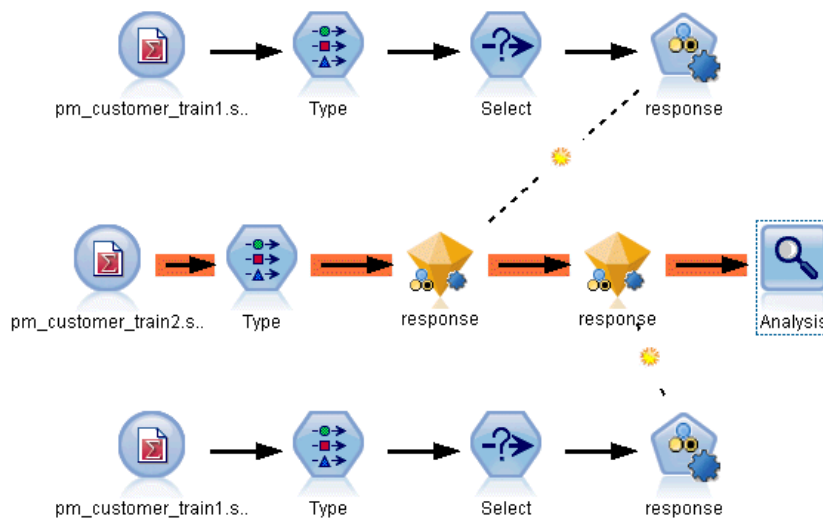 pm_customer_train1.s..
Type
Select
response
pm_customer_train2.s..
Type
response
response
Analysis
pm_customer_train1.s..
Type
Select
response